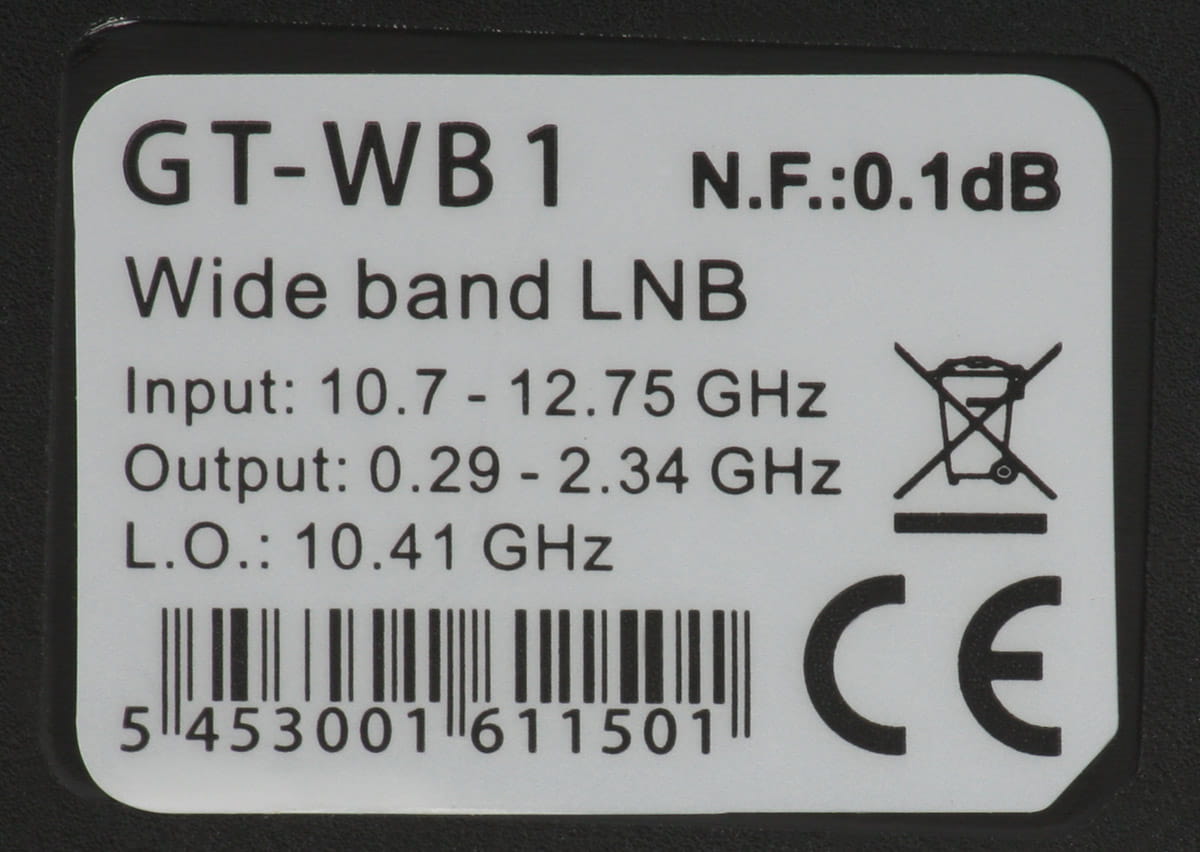 GT-WB1
N.F.:0.1dB
Wide band LNB
Input: 10.7 - 12.75 GHz
Output: 0.29 - 2.34 GHz
L.O.: 10.41 GHz
5 453001 611501
CE